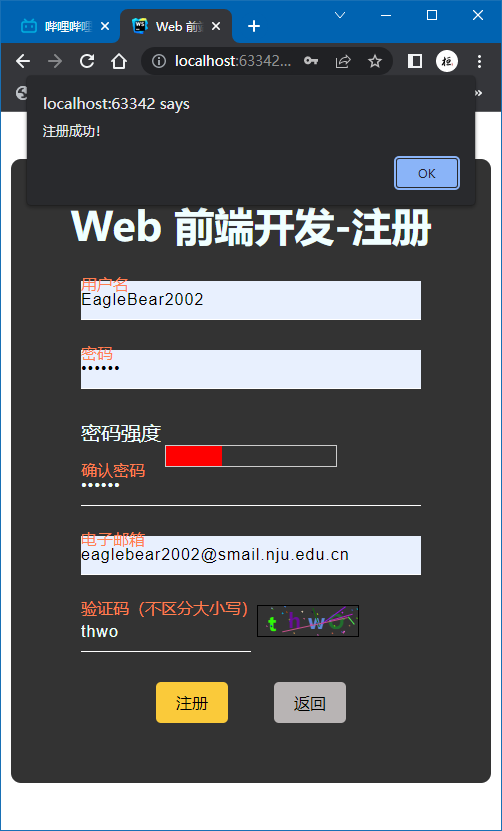 哔哩哔哩
Web 前端
localhost:63342...
localhost:63342 says
注册成功!
OK
Web 前端开发-注册
用户名
EagleBear2002
密码
••••••
密码强度
确认密码
••••••
电子邮箱
eaglebear2002@smail.nju.edu.cn
验证码（不区分大小写）
thwo
thwo
注册
返回